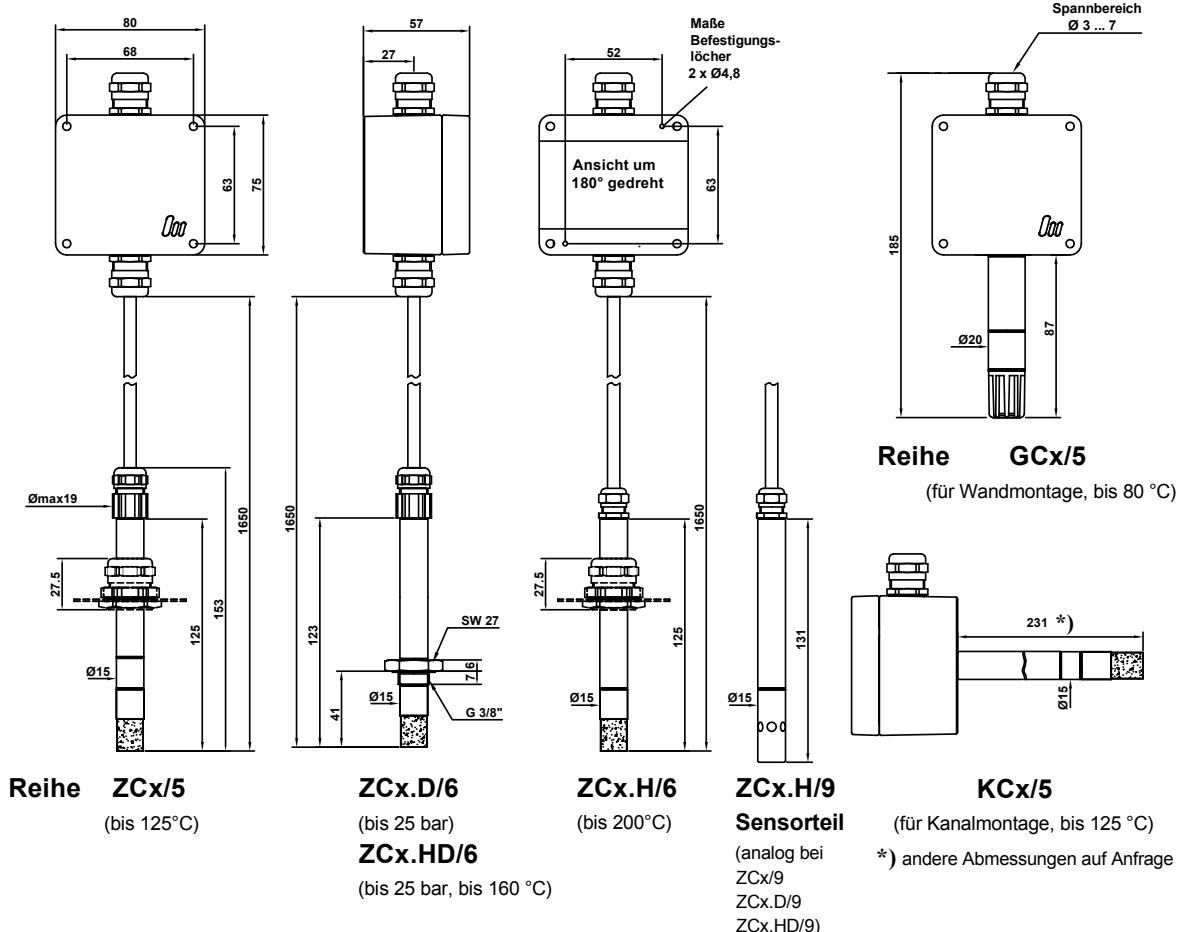 80
68
63
75
Ømax19
27.5
125
153
1650
Ø15
Reihe ZCx/5
(bis 125°C)
57
27
1650
123
41
SW 27
7
6
Ø15
G 3/8"
ZCx.D/6
(bis 25 bar)
ZCx.HD/6
(bis 25 bar, bis 160 °C)
Maße
Befestigungs-
löcher
2 x Ø4,8
52
Ansicht um
180° gedreht
63
27.5
125
1650
Ø15
ZCx.H/6
(bis 200°C)
131
Ø15
ZCx.H/9
Sensorteil
(analog bei
ZCx/9
ZCx.D/9
ZCx.HD/9)
Spannbereich
Ø 3 ... 7
185
87
Ø20
Reihe GCx/5
(für Wandmontage, bis 80 °C)
231 *)
Ø15
KCx/5
(für Kanalmontage, bis 125 °C)
*) andere Abmessungen auf Anfrage